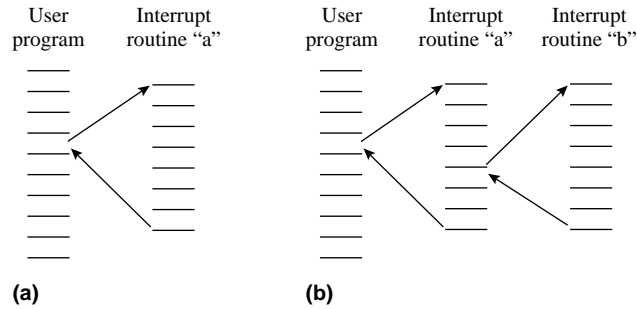 User
program
Interrupt
routine “a”
User
program
Interrupt
routine “a”
Interrupt
routine “b”
(a)
(b)